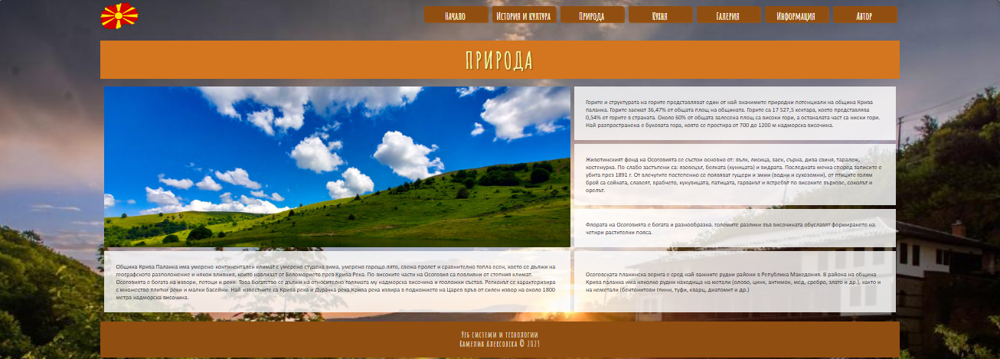 Начало
История и култура
Природа
Кухня
Галерия
Информация
Автор
ПРИРОДА
Горите и структурата на горите представляват един от най-значимите природни потенциали на община Крива
паланка. Горите заемат 36,47% от общата площ на общината. Горите са 17 527,5 хектара, което представлява
0,54% от горите в страната. Около 60% от общата залесена площ са високи гори, а останалата част са ниски гори.
Най-разпространена е буковата гора, която се простира от 700 до 1200 м надморска височина.
Животинският фонд на Осоговията се състои основно от: вълк, лисица, заек, сърна, дива свиня, таралеж,
костенурка. По-слабо застъпени са: язовецът, белката (куницата) и видрата. Последната мечка според записите е
убита през 1891 г. От влечугите постепенно се появяват гущери и змии (водни и сухоземни), от птиците голям
брой са сойката, славеят, врабчето, кукувицата, патицата, гарванът и ястребът по високите върхове, соколът и
орелът.
Флората на Осоговията е богата и разнообразна. големите разлики във височината обуславят формирането на
четири растителни пояса.
Община Крива Паланка има умерено-континентален климат с умерено студена зима, умерено горещо лято, свежа пролет и сравнително топла есен, което се дължи на
географското разположение и някои влияния, които навлизат от Беломорието през Крива Река. По високите части на Осоговия са повлияни от степния климат.
Осоговията е богата на извори, потоци и реки. Това богатство се дължи на относително голямата му надморска височина и геоложки състав. Регионът се характеризира
с множество плитки реки и малки басейни. Най-известните са Крива река и Дурачка река.Крива река извира в подножието на Царев връв от силен извор на около 1800
метра надморска височина.
Осоговската планинска верига е сред най-важните рудни райони в Република Македония. В района на община
Крива паланка има няколко рудни находища на метали (олово, цинк, антимон, мед, сребро, злато и др.), както и
на неметали (бентонитови глини, туфи, кварц, диатомит и др.)
Уеб системи и технологии
Камелия Алексовска © 2023